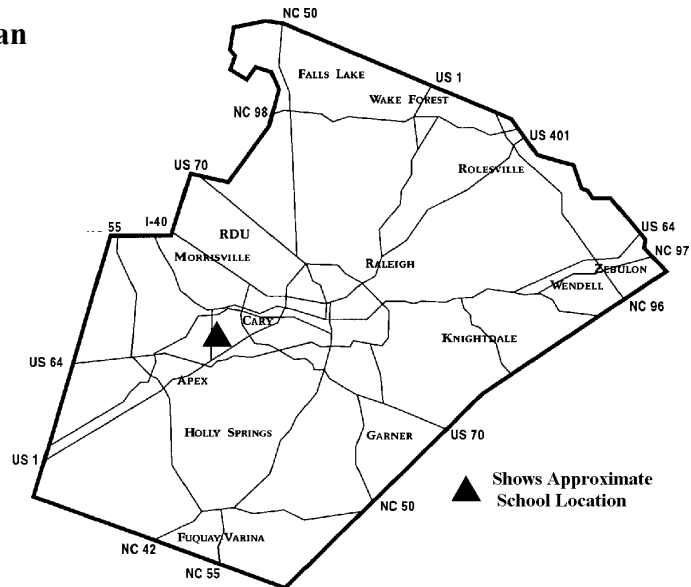 an
NC 50
FALLS LAKE
US 1
WAKE FOREST
NC 98
US 401
ROLESVILLE
US 70
55
I-40
RDU
MORRISVILLE
RALEIGH
US 64
NC 97
ZEBULON
WENDELL
NC 96
CARY
KNIGHTDALE
US 64
APEX
HOLLY SPRINGS
GARNER
US 70
US 1
Shows Approximate
School Location
NC 50
FUQUAY VARINA
NC 42
NC 55